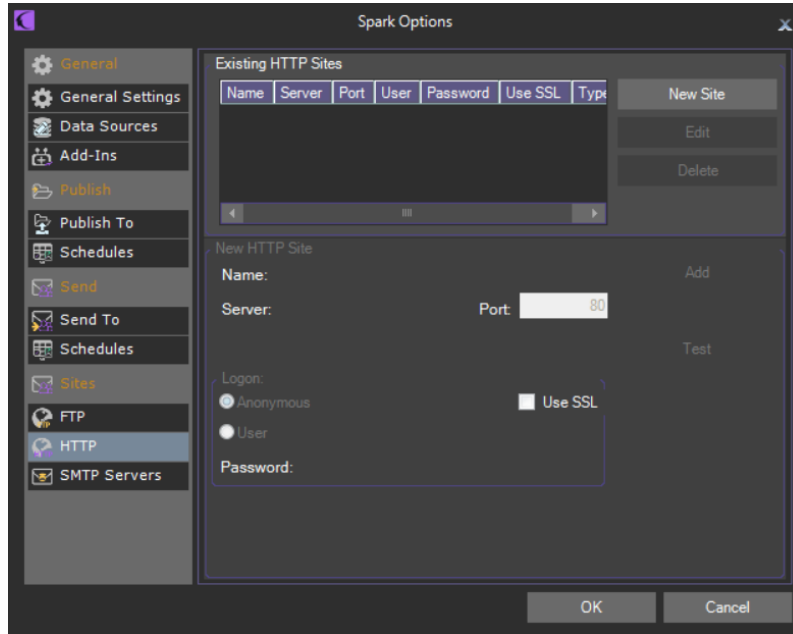 Spark Options
General
General Settings
Data Sources
Add-Ins
Publish
Publish To
Schedules
Send
Send To
Schedules
Sites
FTP
HTTP
SMTP Servers
Existing HTTP Sites
Name Server Port User Password Use SSL Type
New Site
Edit
Delete
New HTTP Site
Name:
Add
Server:
Port: 80
Test
Logon:
Anonymous
Use SSL
User
Password:
OK
Cancel